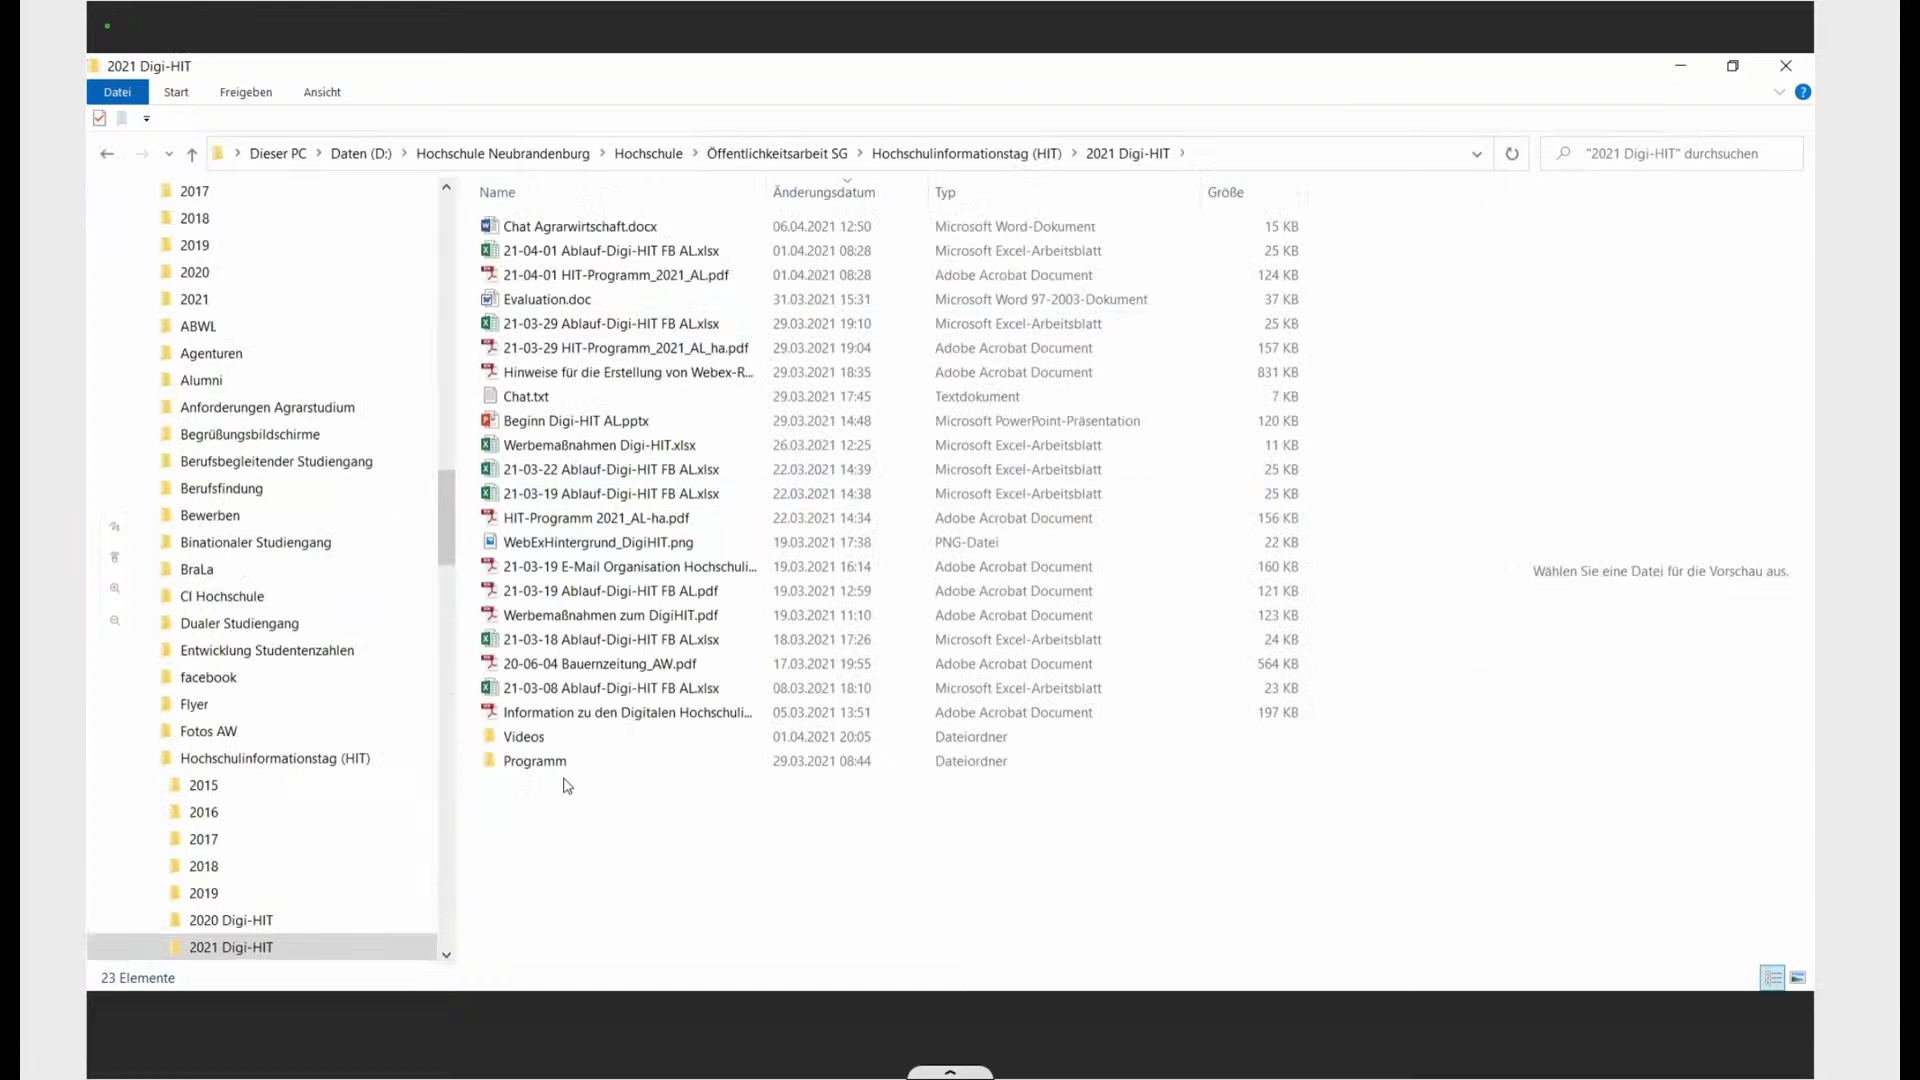 2021 Digi-HIT
Datei Start Freigeben Ansicht
Dieser PC Daten (D:) Hochschule Neubrandenburg Hochschule Öffentlichkeitsarbeit SG Hochschulinformationstag (HIT) 2021 Digi-HIT "2021 Digi-HIT" durchsuchen
2017
2018
2019
2020
2021
ABWL
Agenturen
Alumni
Anforderungen Agrarstudium
Begrüßungsbildschirme
Berufsbegleitender Studiengang
Berufsfindung
Bewerben
Binationaler Studiengang
BraLa
CI Hochschule
Dualer Studiengang
Entwicklung Studentenzahlen
facebook
Flyer
Fotos AW
Hochschulinformationstag (HIT)
2015
2016
2017
2018
2019
2020 Digi-HIT
2021 Digi-HIT
Name Änderungsdatum Typ Größe
Chat Agrarwirtschaft.docx 06.04.2021 12:50 Microsoft Word-Dokument 15 KB
21-04-01 Ablauf-Digi-HIT FB AL.xlsx 01.04.2021 08:28 Microsoft Excel-Arbeitsblatt 25 KB
21-04-01 HIT-Programm_2021_AL.pdf 01.04.2021 08:28 Adobe Acrobat Document 124 KB
Evaluation.doc 31.03.2021 15:31 Microsoft Word 97-2003-Dokument 37 KB
21-03-29 Ablauf-Digi-HIT FB AL.xlsx 29.03.2021 19:10 Microsoft Excel-Arbeitsblatt 25 KB
21-03-29 HIT-Programm_2021_AL_ha.pdf 29.03.2021 19:04 Adobe Acrobat Document 157 KB
Hinweise für die Erstellung von Webex-R... 29.03.2021 18:35 Adobe Acrobat Document 831 KB
Chat.txt 29.03.2021 17:45 Textdokument 7 KB
Beginn Digi-HIT AL.pptx 29.03.2021 14:48 Microsoft PowerPoint-Präsentation 120 KB
Werbemaßnahmen Digi-HIT.xlsx 26.03.2021 12:25 Microsoft Excel-Arbeitsblatt 11 KB
21-03-22 Ablauf-Digi-HIT FB AL.xlsx 22.03.2021 14:39 Microsoft Excel-Arbeitsblatt 25 KB
21-03-19 Ablauf-Digi-HIT FB AL.xlsx 22.03.2021 14:38 Microsoft Excel-Arbeitsblatt 25 KB
HIT-Programm 2021_AL-ha.pdf 22.03.2021 14:34 Adobe Acrobat Document 156 KB
WebExHintergrund_DigiHIT.png 19.03.2021 17:38 PNG-Datei 22 KB
21-03-19 E-Mail Organisation Hochschuli... 19.03.2021 16:14 Adobe Acrobat Document 160 KB
21-03-19 Ablauf-Digi-HIT FB AL.pdf 19.03.2021 12:59 Adobe Acrobat Document 121 KB
Werbemaßnahmen zum DigiHIT.pdf 19.03.2021 11:10 Adobe Acrobat Document 123 KB
21-03-18 Ablauf-Digi-HIT FB AL.xlsx 18.03.2021 17:26 Microsoft Excel-Arbeitsblatt 24 KB
20-06-04 Bauernzeitung_AW.pdf 17.03.2021 19:55 Adobe Acrobat Document 564 KB
21-03-08 Ablauf-Digi-HIT FB AL.xlsx 08.03.2021 18:10 Microsoft Excel-Arbeitsblatt 23 KB
Information zu den Digitalen Hochschuli... 05.03.2021 13:51 Adobe Acrobat Document 197 KB
Videos 01.04.2021 20:05 Dateiordner
Programm 29.03.2021 08:44 Dateiordner
Wählen Sie eine Datei für die Vorschau aus.
23 Elemente